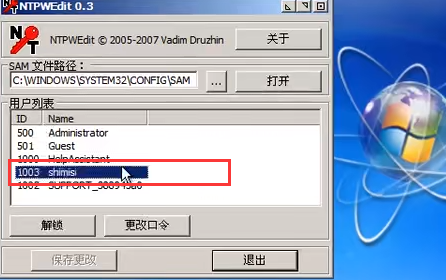 NTPWEdit 0.3
NTPWEdit © 2005-2007 Vadim Druzhin
关于
SAM 文件路径：
C:\WINDOWS\SYSTEM32\CONFIG\SAM
...
打开
用户列表
ID Name
500 Administrator
501 Guest
1000 HelpAssistant
1003 shimisi
1002 SUPPORT_388945a0
解锁
更改口令
保存更改
退出